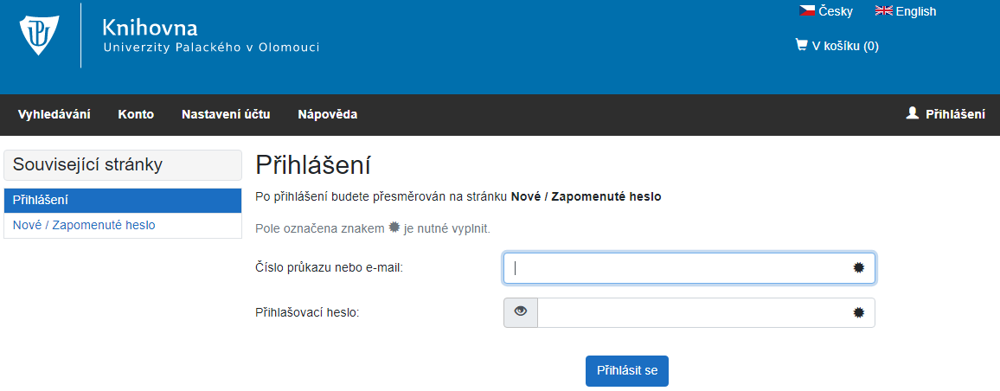 Česky English
Knihovna
Univerzity Palackého v Olomouci
V košíku (0)
Vyhledávání Konto Nastavení účtu Nápověda Přihlášení
Související stránky
Přihlášení
Nové / Zapomenuté heslo
Přihlášení
Po přihlášení budete přesměrován na stránku Nové / Zapomenuté heslo
Pole označena znakem ✹ je nutné vyplnit.
Číslo průkazu nebo e-mail:
Přihlašovací heslo:
Přihlásit se